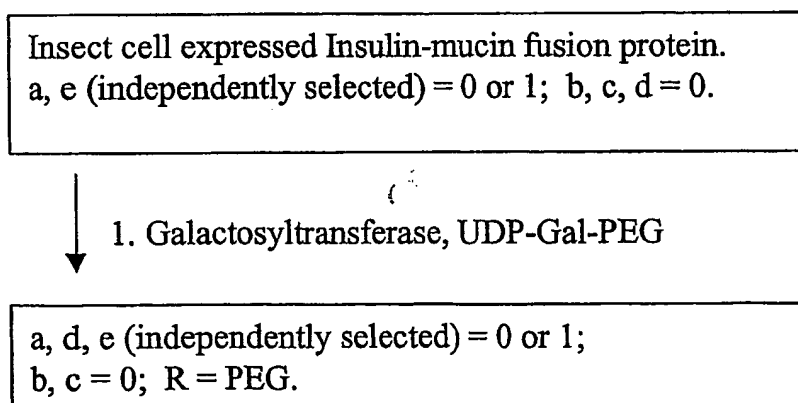 Insect cell expressed Insulin-mucin fusion protein.
a, e (independently selected) = 0 or 1; b, c, d = 0.
1. Galactosyltransferase, UDP-Gal-PEG
a, d, e (independently selected) = 0 or 1;
b, c = 0; R = PEG.